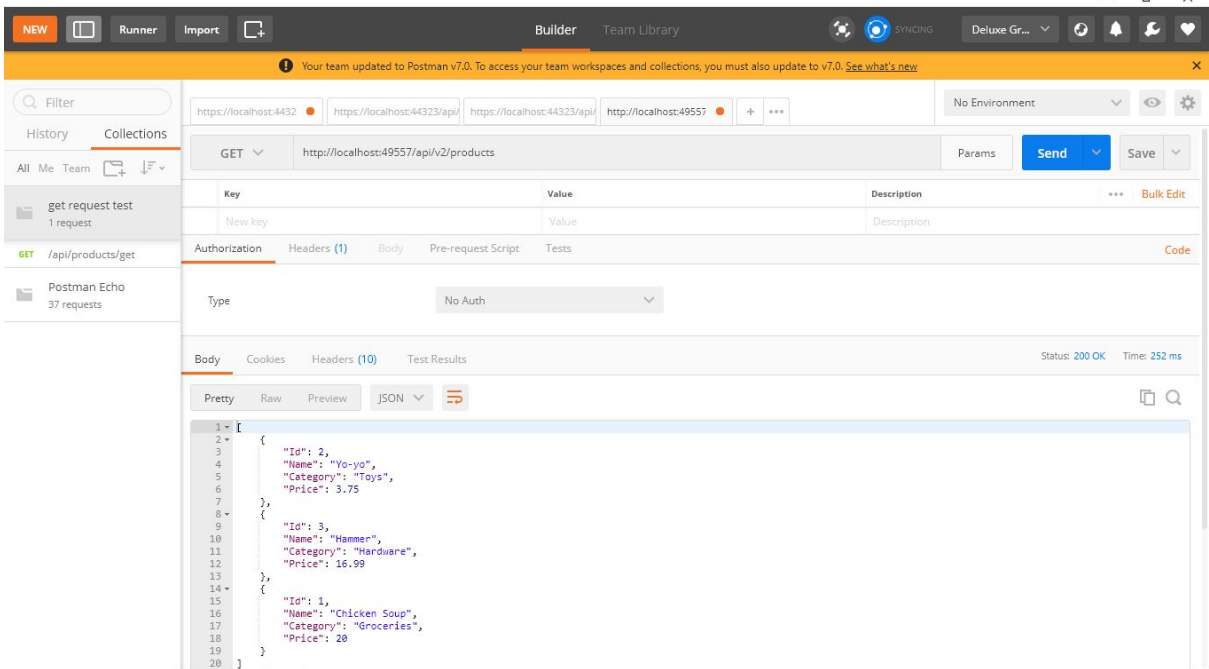 NEW Runner Import Builder Team Library SYNCING Deluxe Gr...
Your team updated to Postman v7.0. To access your team workspaces and collections, you must also update to v7.0. See what's new
Filter
History Collections
All Me Team
get request test
1 request
GET /api/products/get
Postman Echo
37 requests
https://localhost:4432 https://localhost:44323/api/ https://localhost:44323/api/ http://localhost:49557 + •••
No Environment
GET http://localhost:49557/api/v2/products Params Send Save
Key Value Description ••• Bulk Edit
New key Value Description
Authorization Headers (1) Body Pre-request Script Tests Code
Type No Auth
Body Cookies Headers (10) Test Results Status: 200 OK Time: 252 ms
Pretty Raw Preview JSON
1 [
2 {
3 "Id": 2,
4 "Name": "Yo-yo",
5 "Category": "Toys",
6 "Price": 3.75
7 },
8 {
9 "Id": 3,
10 "Name": "Hammer",
11 "Category": "Hardware",
12 "Price": 16.99
13 },
14 {
15 "Id": 1,
16 "Name": "Chicken Soup",
17 "Category": "Groceries",
18 "Price": 20
19 }
20 ]